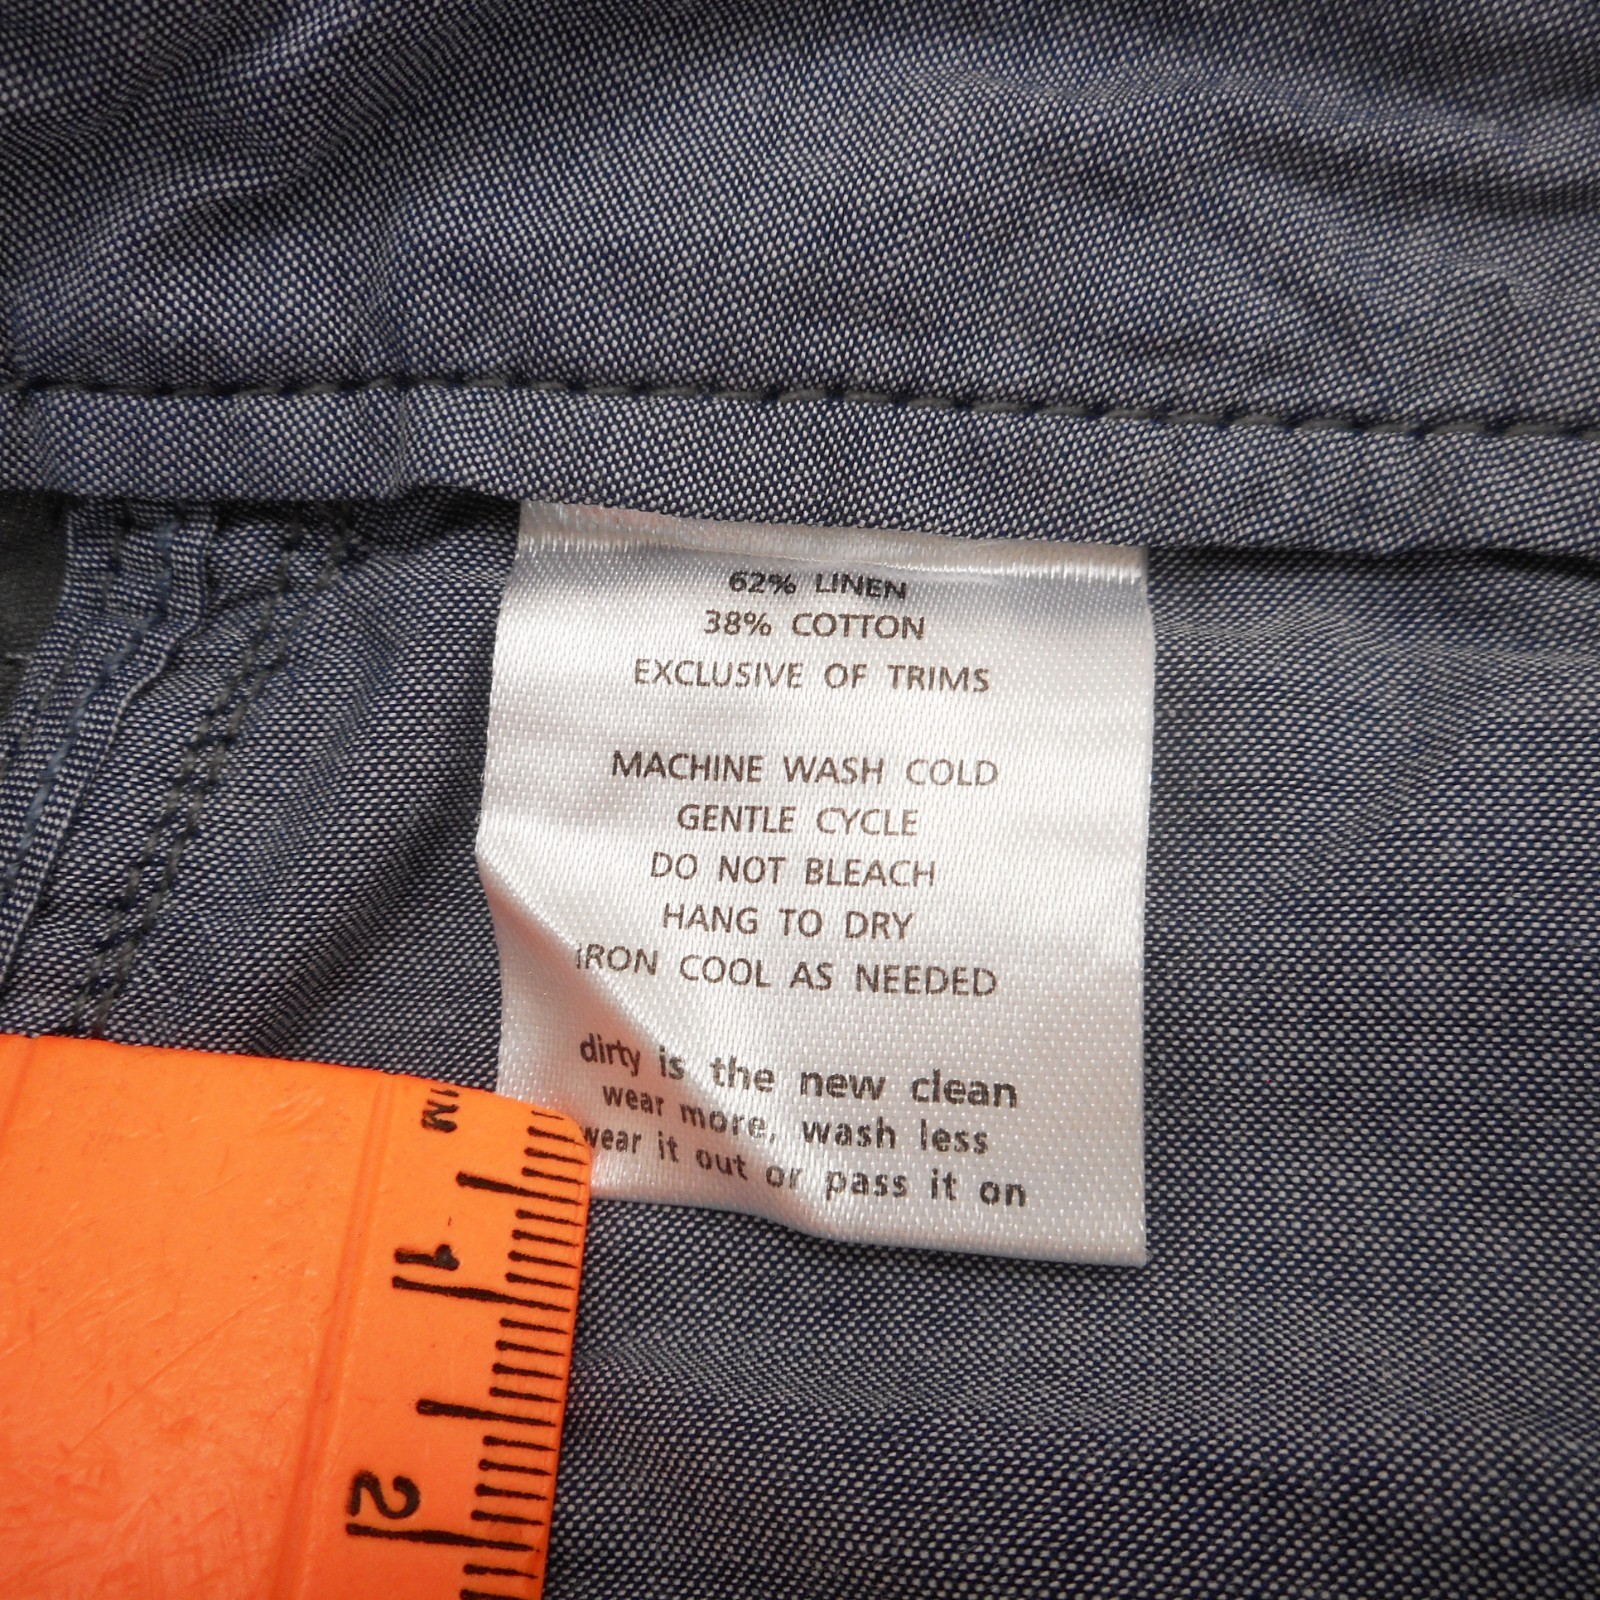 62% LINEN
38% COTTON
EXCLUSIVE OF TRIMS
MACHINE WASH COLD
GENTLE CYCLE
DO NOT BLEACH
HANG TO DRY
IRON COOL AS NEEDED
dirty is the new clean
wear more, wash less
wear it out or pass it on
1
2